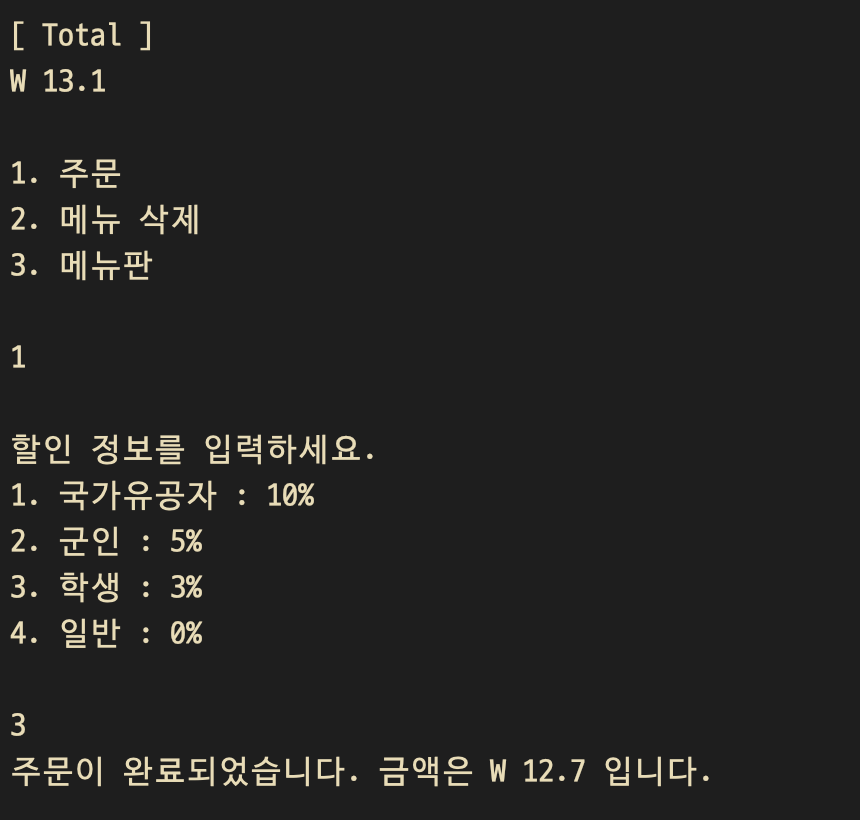 [ Total ]
W 13.1
1. 주문
2. 메뉴 삭제
3. 메뉴판
1
할인 정보를 입력하세요.
1. 국가유공자 : 10%
2. 군인 : 5%
3. 학생 : 3%
4. 일반 : 0%
3
주문이 완료되었습니다. 금액은 W 12.7 입니다.